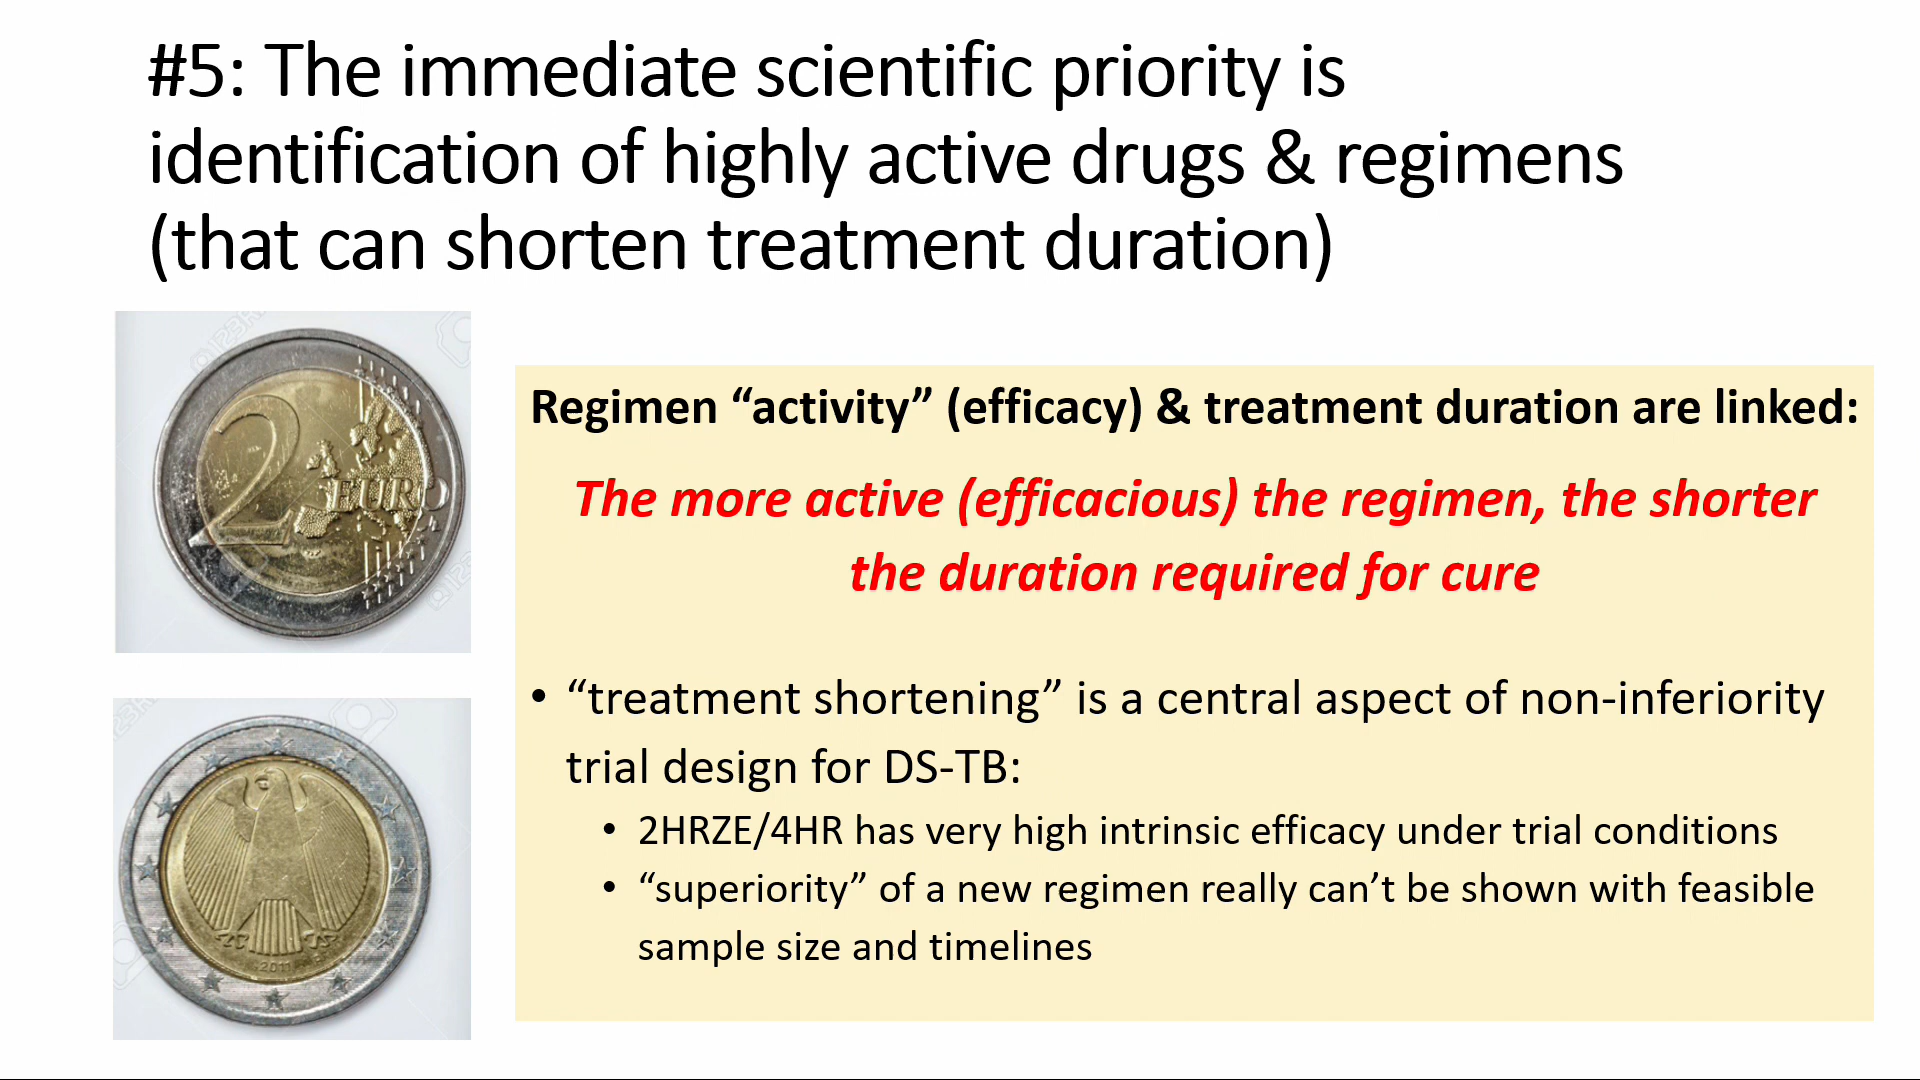 #5: The immediate scientific priority is
identification of highly active drugs & regimens
(that can shorten treatment duration)
2
EURO
2011
Regimen “activity” (efficacy) & treatment duration are linked:
The more active (efficacious) the regimen, the shorter
the duration required for cure
• “treatment shortening” is a central aspect of non-inferiority
trial design for DS-TB:
• 2HRZE/4HR has very high intrinsic efficacy under trial conditions
• “superiority” of a new regimen really can’t be shown with feasible
sample size and timelines